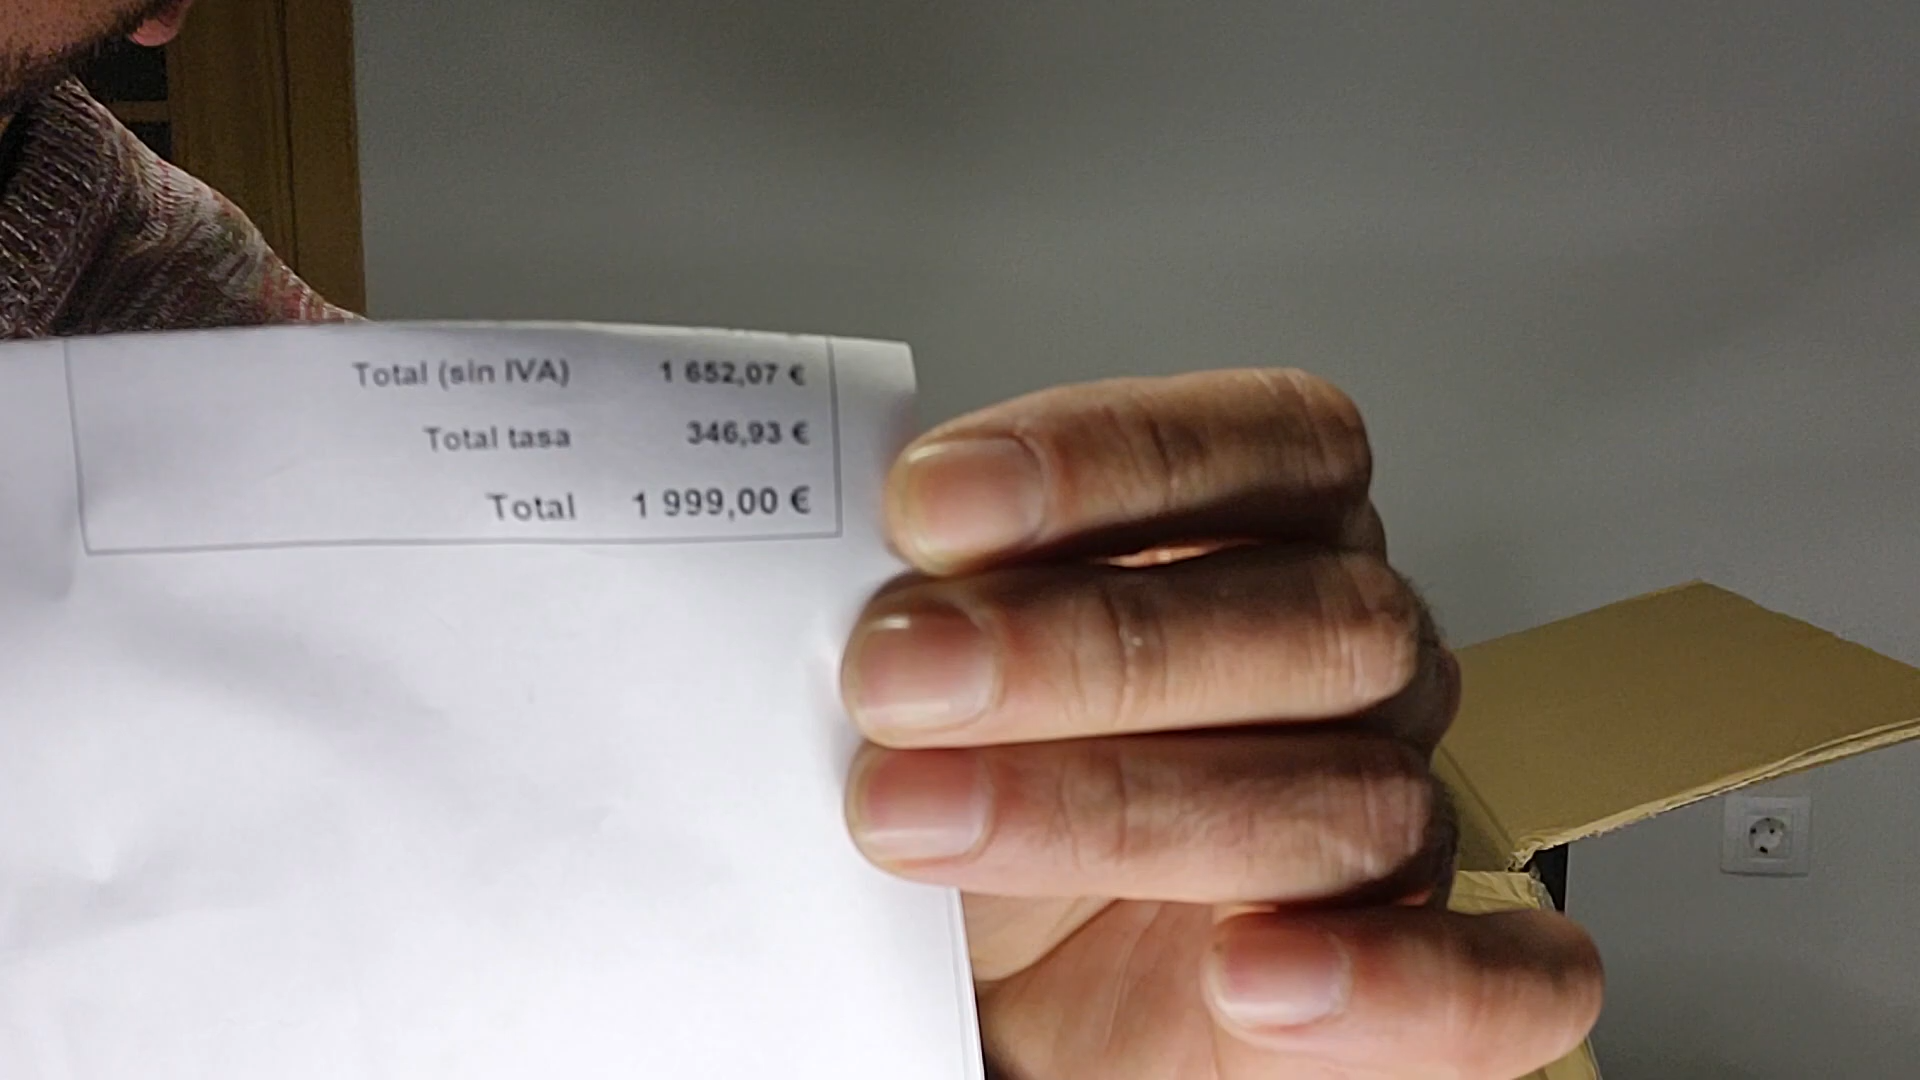 Total (sin IVA) 1 652,07 €
Total tasa 346,93 €
Total 1 999,00 €